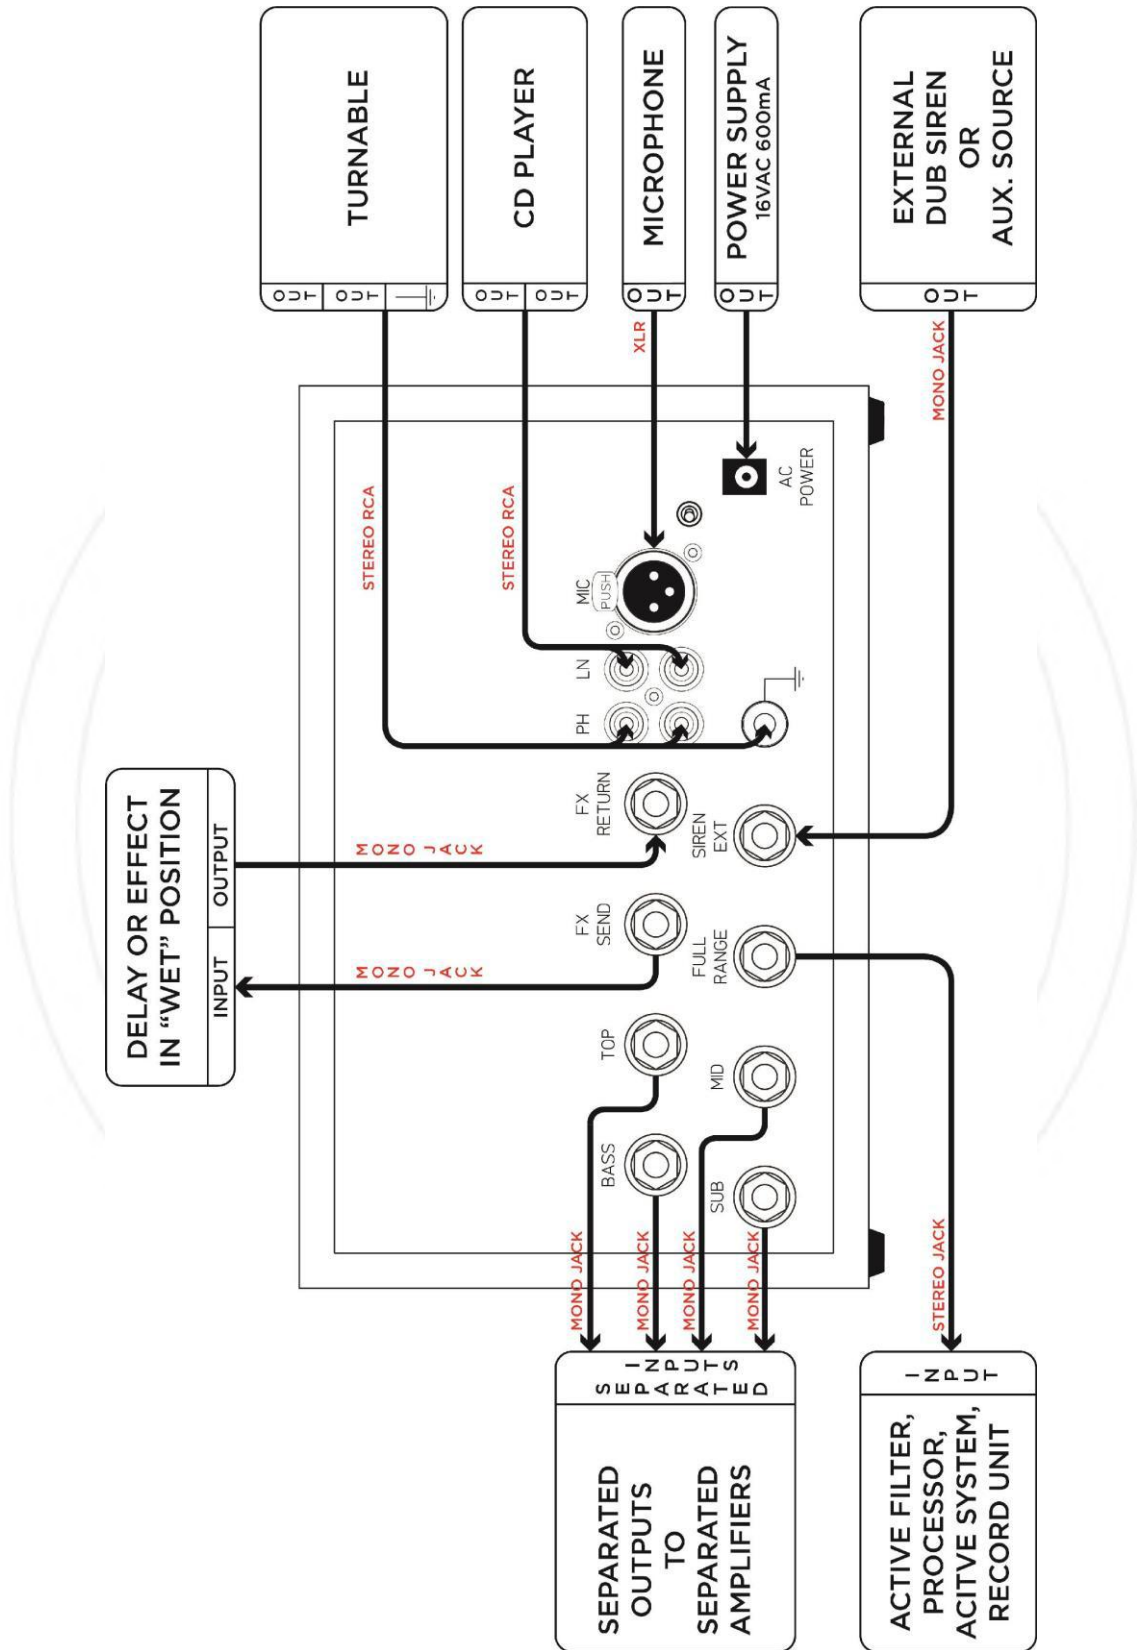 TURNABLE
OUT
OUT
CD PLAYER
OUT
OUT
MICROPHONE
OUT
POWER SUPPLY
16VAC 600mA
OUT
EXTERNAL
DUB SIREN
OR
AUX. SOURCE
OUT
STEREO RCA
STEREO RCA
XLR
MONO JACK
DELAY OR EFFECT
IN “WET” POSITION
INPUT
OUTPUT
MONO JACK
MONO JACK
AC
POWER
MIC
PUSH
LN
PH
FX
RETURN
SIREN
EXT
FX
SEND
FULL
RANGE
TOP
MID
BASS
SUB
MONO JACK
MONO JACK
MONO JACK
MONO JACK
STEREO JACK
SEPARATED
INPUTS
SEPARATED
OUTPUTS
TO
SEPARATED
AMPLIFIERS
INPUT
ACTIVE FILTER,
PROCESSOR,
ACITVE SYSTEM,
RECORD UNIT